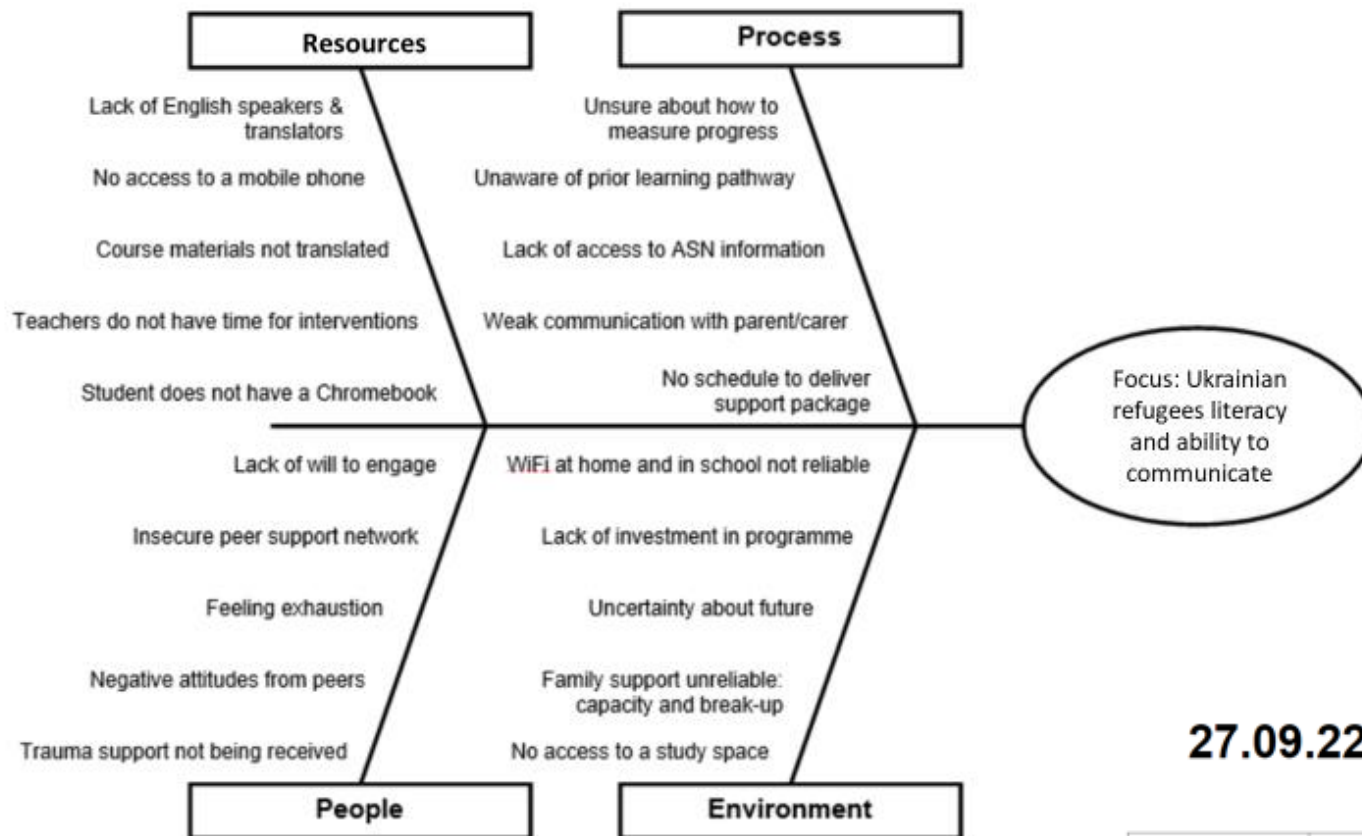 Resources
Process
Lack of English speakers &
translators
No access to a mobile phone
Course materials not translated
Teachers do not have time for interventions
Student does not have a Chromebook
Unsure about how to
measure progress
Unaware of prior learning pathway
Lack of access to ASN information
Weak communication with parent/carer
No schedule to deliver
support package
Focus: Ukrainian
refugees literacy
and ability to
communicate
Lack of will to engage
Insecure peer support network
Feeling exhaustion
Negative attitudes from peers
Trauma support not being received
WiFi at home and in school not reliable
Lack of investment in programme
Uncertainty about future
Family support unreliable:
capacity and break-up
No access to a study space
People
Environment
27.09.22